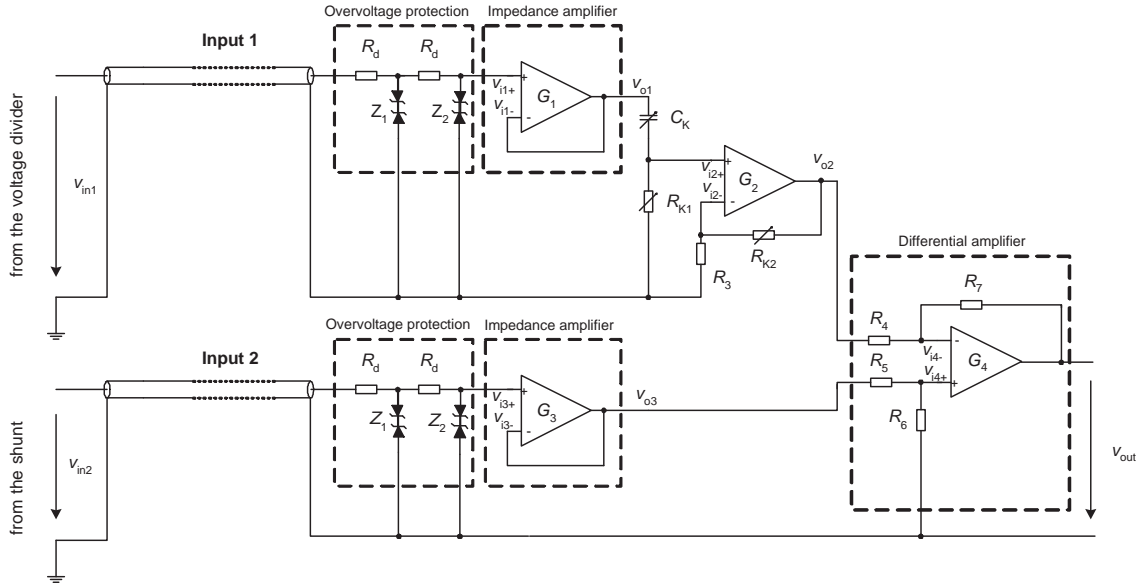 Overvoltage protection
Impedance amplifier
Input 1
R_d
R_d
Z_1
Z_2
v_i1+
v_i1-
+
-
G_1
v_o1
C_K
from the voltage divider
v_in1
R_K1
v_i2+
v_i2-
+
-
G_2
v_o2
R_K2
R_3
Differential amplifier
R_7
R_4
R_5
v_i4-
v_i4+
-
+
G_4
R_6
v_out
Overvoltage protection
Impedance amplifier
Input 2
R_d
R_d
Z_1
Z_2
v_i3+
v_i3-
+
-
G_3
v_o3
from the shunt
v_in2